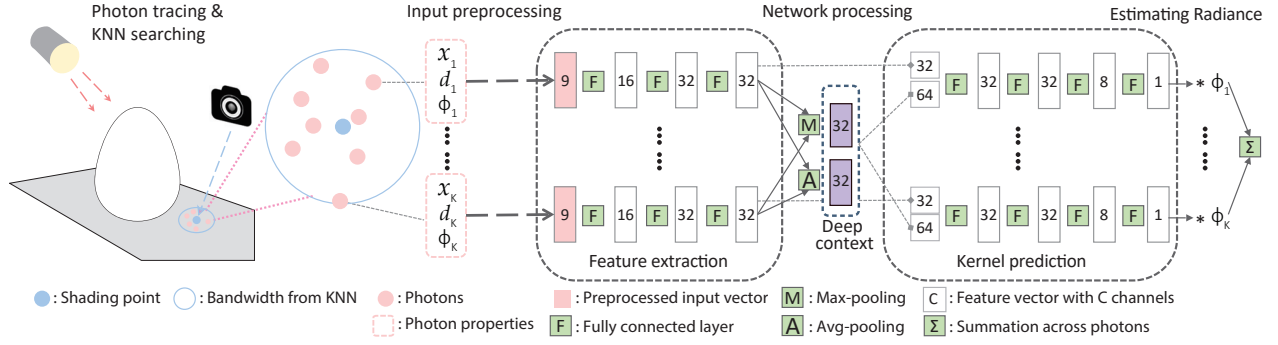 Photon tracing &
KNN searching
Input preprocessing
Network processing
Estimating Radiance
x1
d1
ϕ1
9 F 16 F 32 F 32
32
64
F 32 F 32 F 8 F 1
* ϕ1
M
32
A
32
Σ
xK
dK
ϕK
9 F 16 F 32 F 32
32
64
F 32 F 32 F 8 F 1
* ϕK
Deep
context
Feature extraction
Kernel prediction
: Shading point
: Bandwidth from KNN
: Photons
: Preprocessed input vector
M : Max-pooling
C : Feature vector with C channels
: Photon properties
F : Fully connected layer
A : Avg-pooling
Σ : Summation across photons